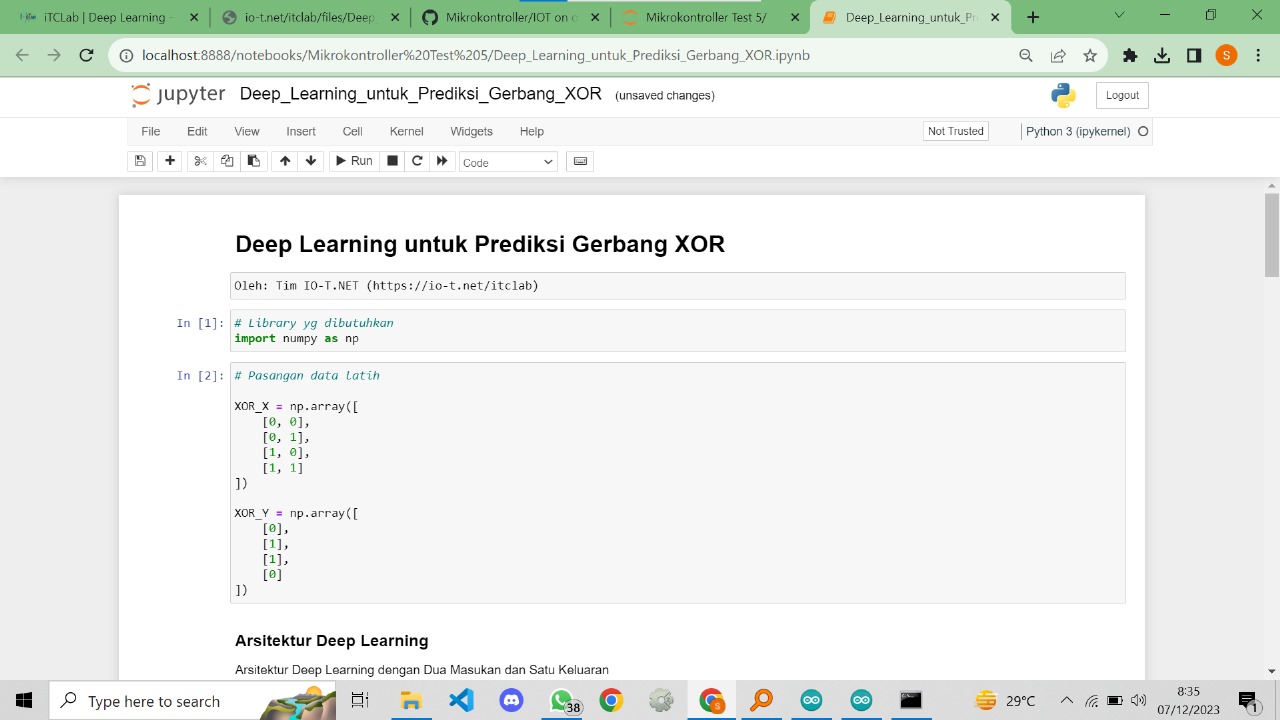 iTCLab | Deep Learn
io-t.net/itclab/files/Deep
Mikrokontroller/IOT on
Mikrokontroller Test 5/
Deep_Learning_untuk_Pr
localhost:8888/notebooks/Mikrokontroller%20Test%205/Deep_Learning_untuk_Prediksi_Gerbang_XOR.ipynb
S
jupyter Deep_Learning_untuk_Prediksi_Gerbang_XOR (unsaved changes)
Logout
File Edit View Insert Cell Kernel Widgets Help
Not Trusted
Python 3 (ipykernel)
Run
Code
Deep Learning untuk Prediksi Gerbang XOR
Oleh: Tim IO-T.NET (https://io-t.net/itclab)
In [1]: # Library yg dibutuhkan
import numpy as np
In [2]: # Pasangan data latih
XOR_X = np.array([
[0, 0],
[0, 1],
[1, 0],
[1, 1]
])
XOR_Y = np.array([
[0],
[1],
[1],
[0]
])
Arsitektur Deep Learning
Arsitektur Deep Learning dengan Dua Masukan dan Satu Keluaran
Type here to search
38
S
29°C
8:35
07/12/2023
1